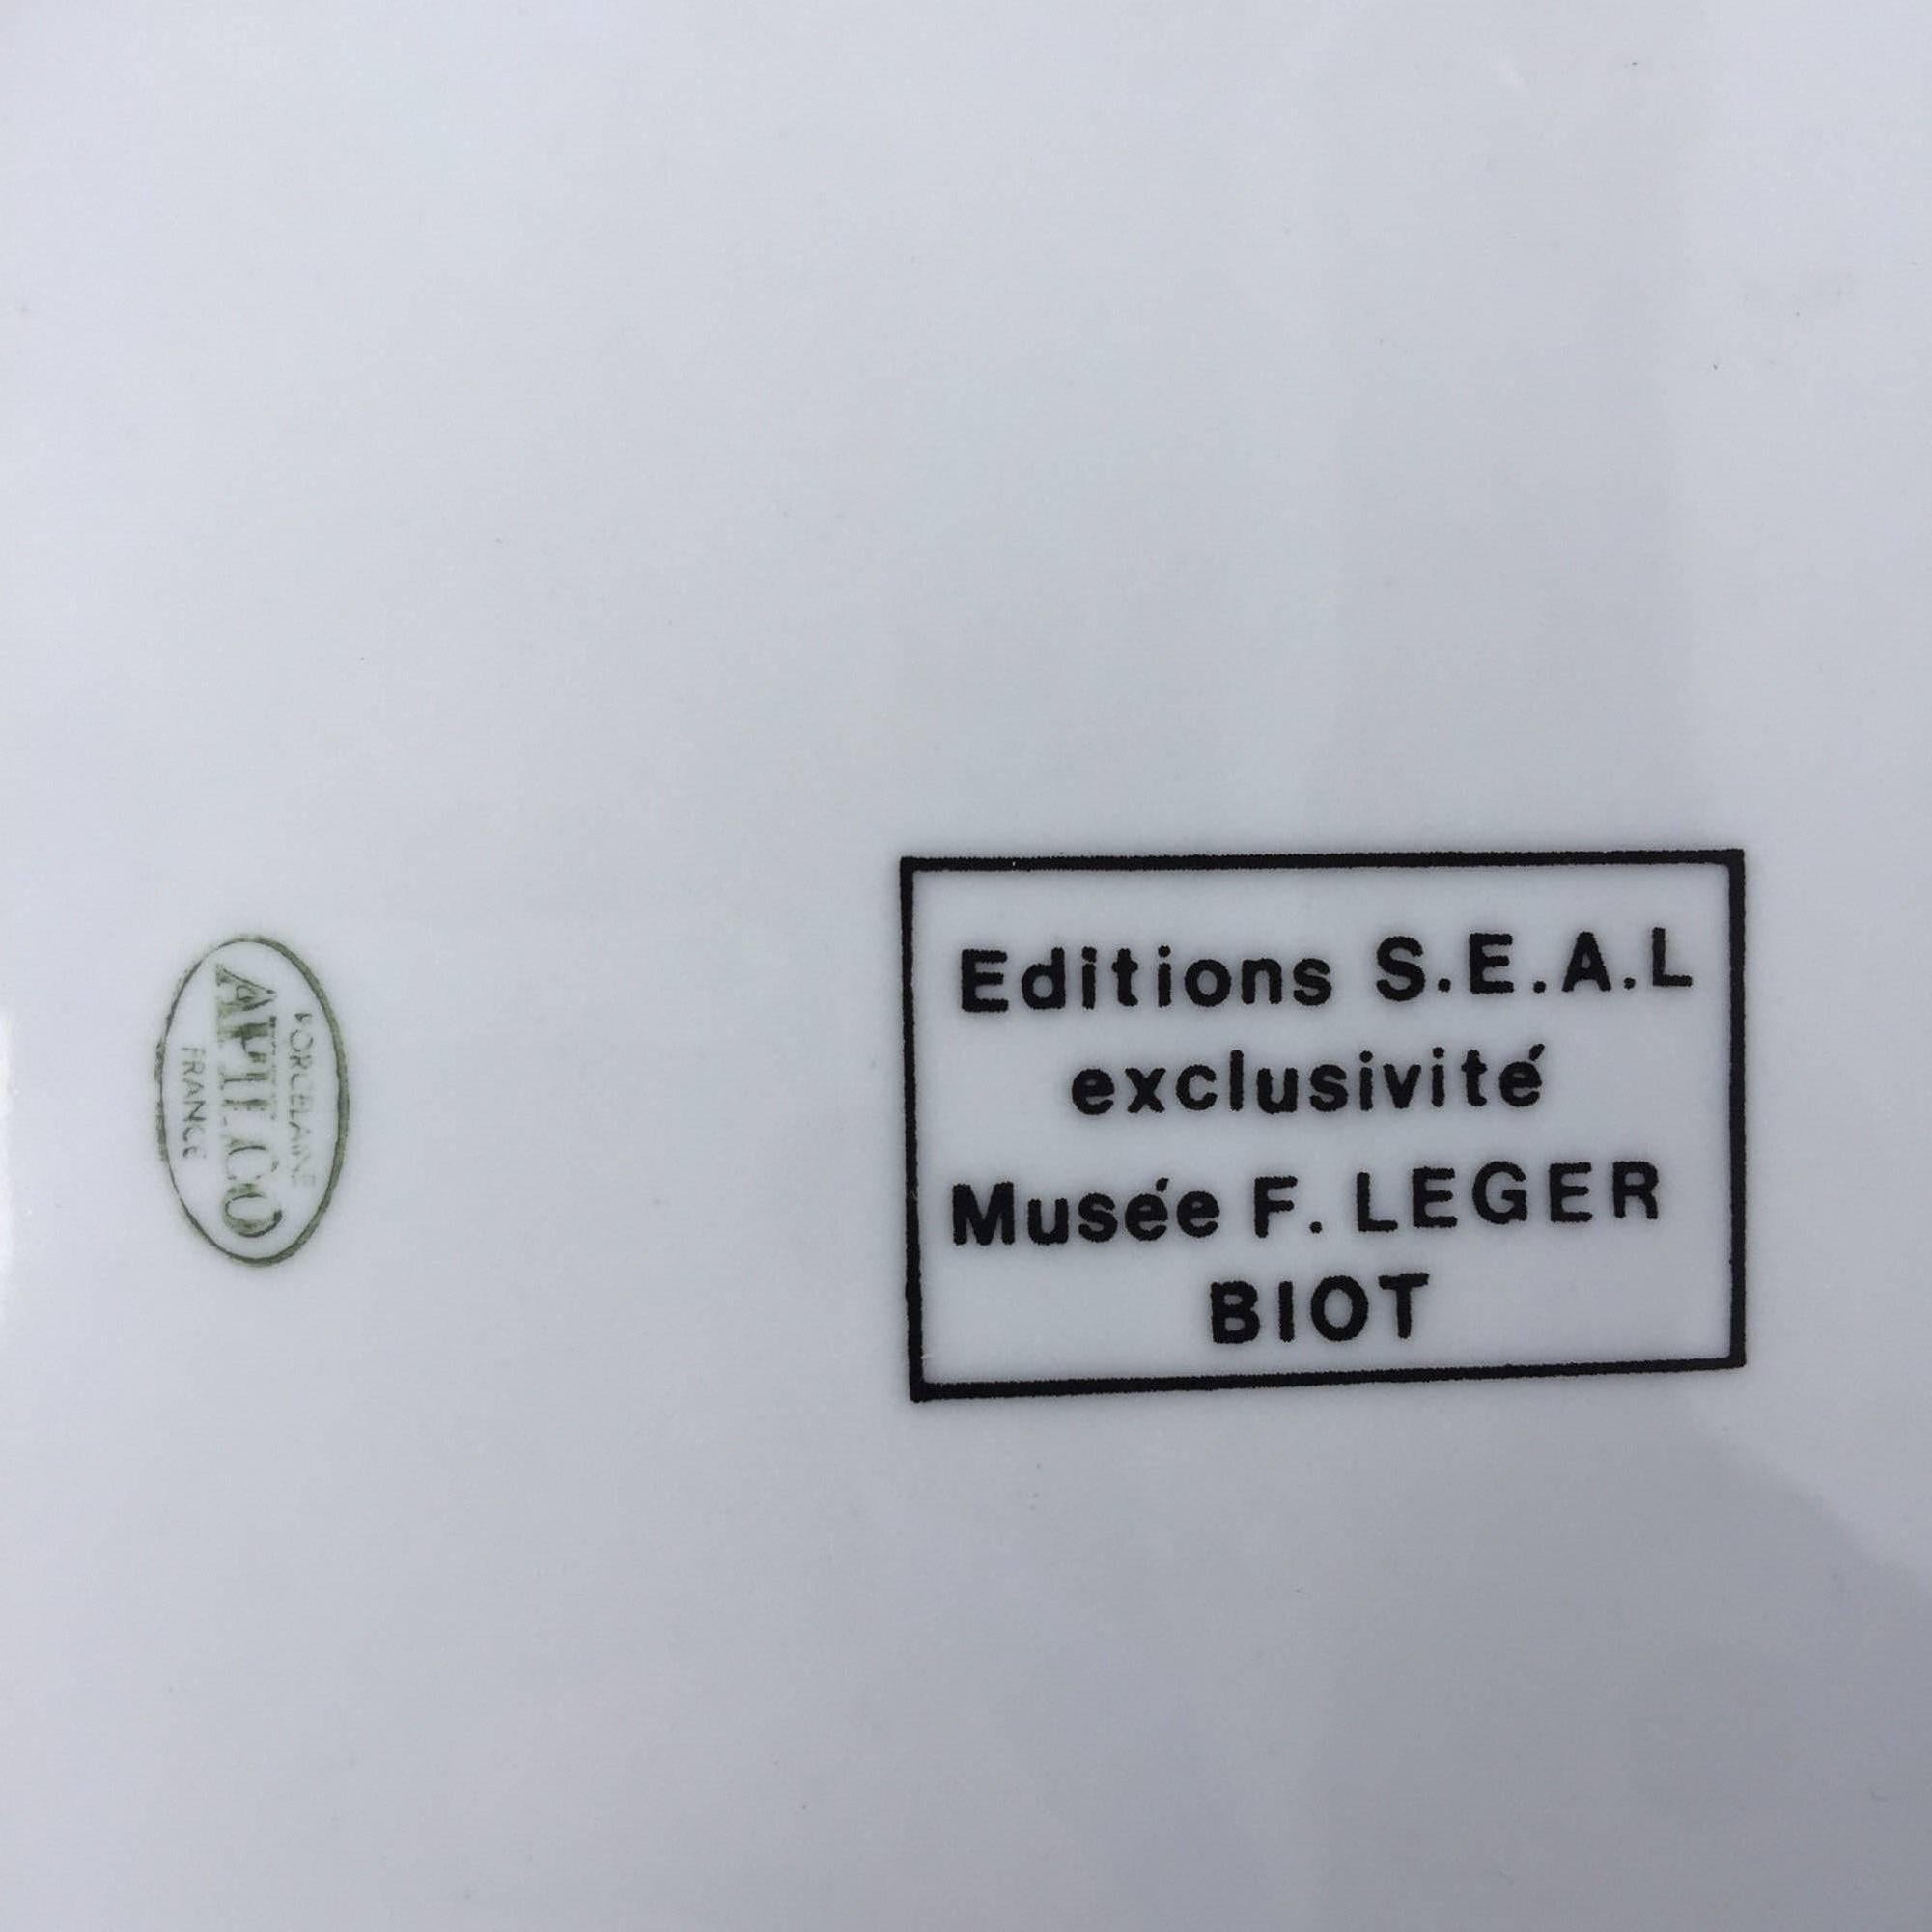 PORCELAINE
APILCO
FRANCE
Editions S.E.A.L
exclusivité
Musée F. LEGER
BIOT